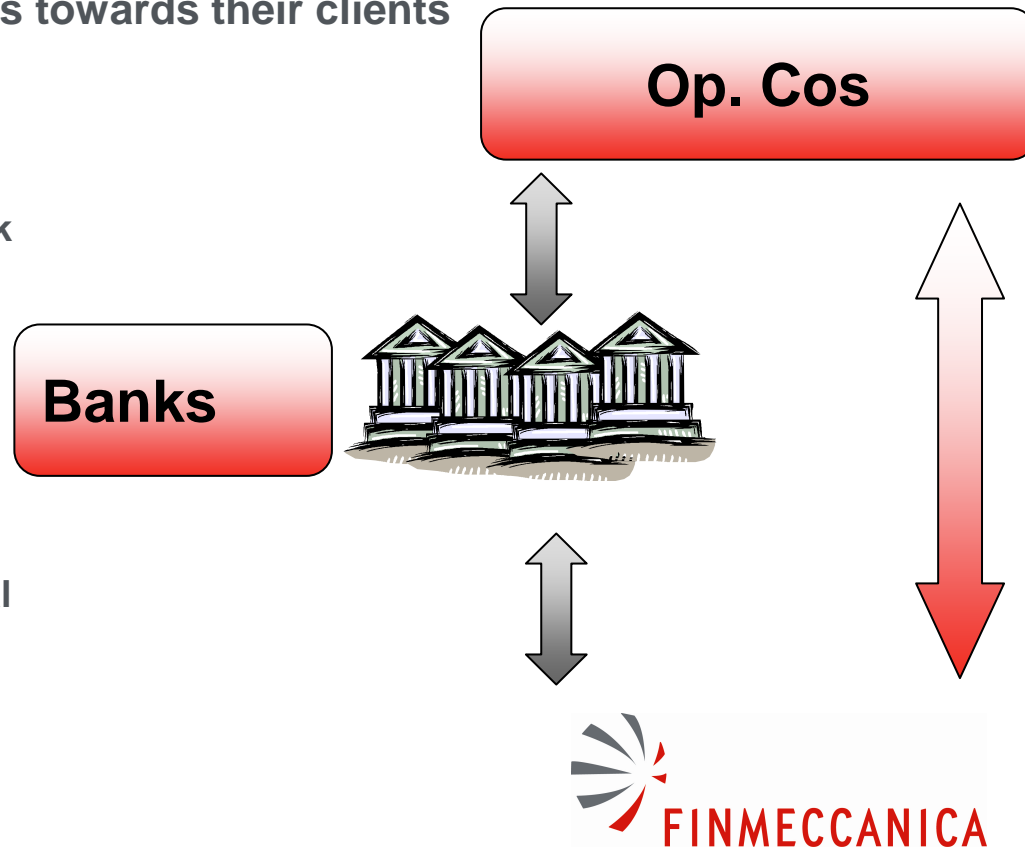 s towards their clients
Op. Cos
k
Banks
l
FINMECCANICA